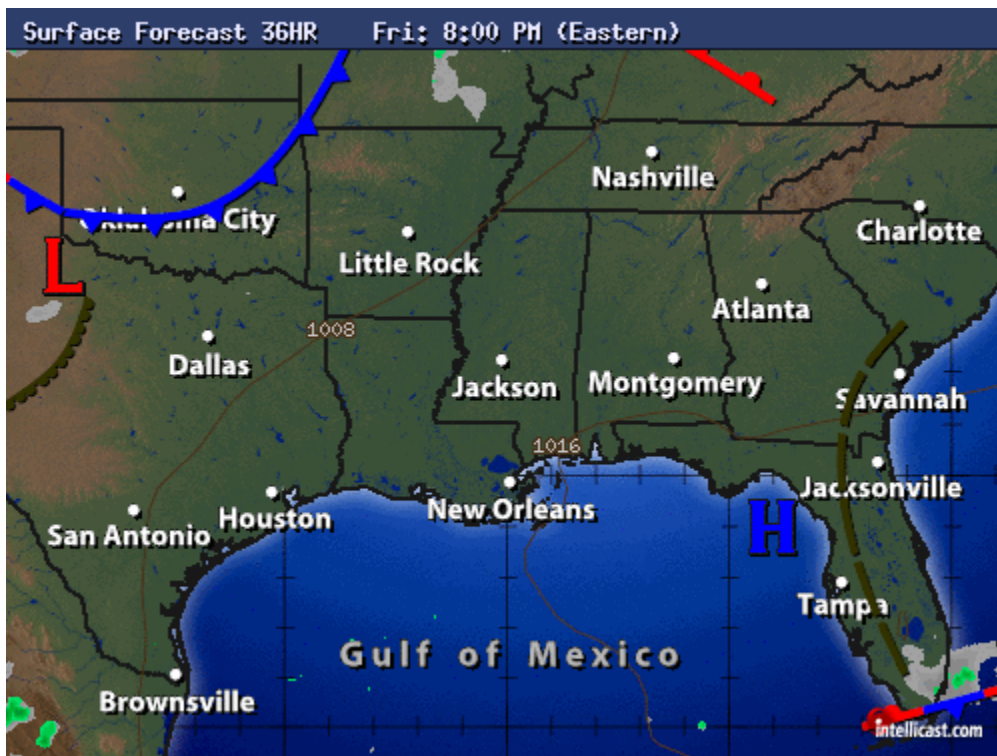 Surface Forecast 36HR Fri: 8:00 PM (Eastern)
Nashville
Oklahoma City
Charlotte
Little Rock
L
Atlanta
1008
Dallas
Jackson
Montgomery
Savannah
1016
Jacksonville
New Orleans
Houston
San Antonio
H
Tampa
Gulf of Mexico
Brownsville
intellicast.com